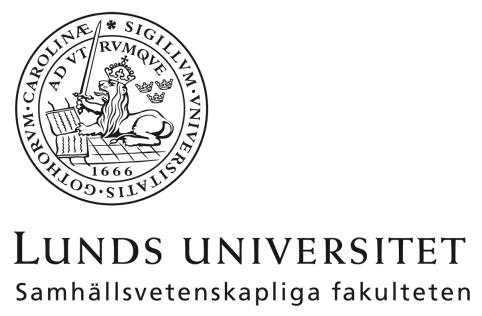 SIGILLVM·VNIVERSITATIS·GOTHORVM·CAROLINÆ *
AD VTRVMQVE
1666
LUNDS UNIVERSITET
Samhällsvetenskapliga fakulteten